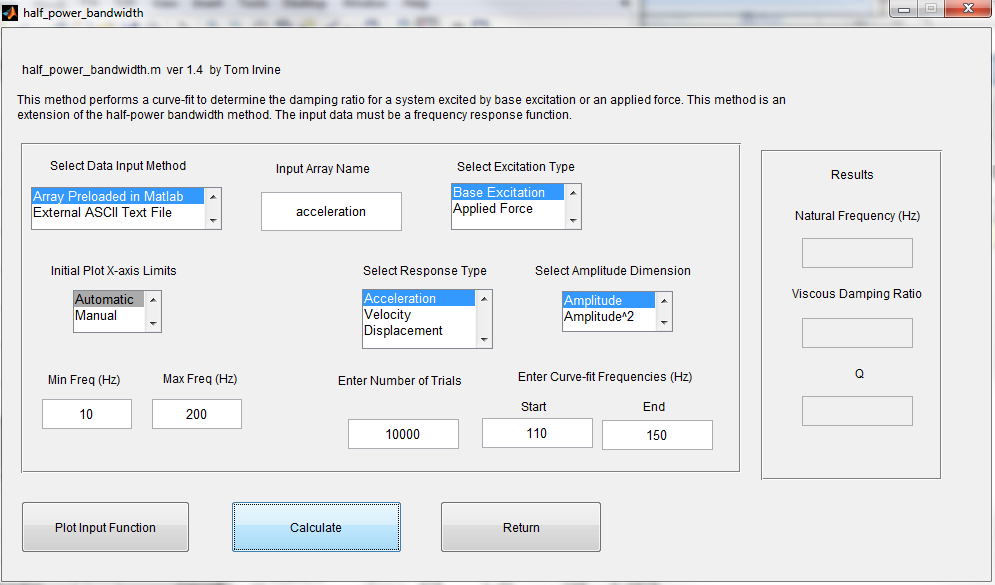 half_power_bandwidth
half_power_bandwidth.m ver 1.4 by Tom Irvine
This method performs a curve-fit to determine the damping ratio for a system excited by base excitation or an applied force. This method is an
extension of the half-power bandwidth method. The input data must be a frequency response function.
Select Data Input Method
Array Preloaded in Matlab
External ASCII Text File
Input Array Name
acceleration
Select Excitation Type
Base Excitation
Applied Force
Initial Plot X-axis Limits
Automatic
Manual
Select Response Type
Acceleration
Velocity
Displacement
Select Amplitude Dimension
Amplitude
Amplitude^2
Min Freq (Hz)
10
Max Freq (Hz)
200
Enter Number of Trials
10000
Enter Curve-fit Frequencies (Hz)
Start
110
End
150
Results
Natural Frequency (Hz)
Viscous Damping Ratio
Q
Plot Input Function
Calculate
Return